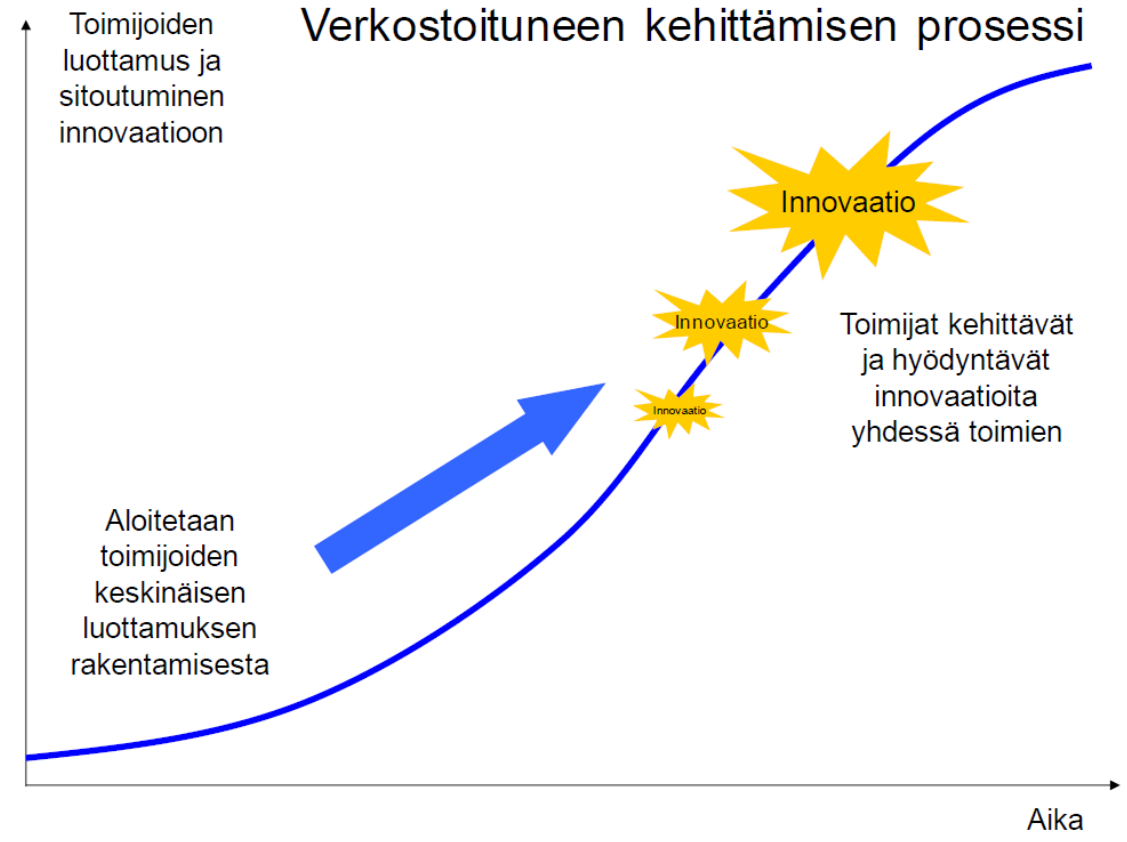 Verkostoituneen kehittämisen prosessi
Toimijoiden
luottamus ja
sitoutuminen
innovaatioon
Innovaatio
Innovaatio
Innovaatio
Toimijat kehittävät
ja hyödyntävät
innovaatioita
yhdessä toimien
Aloitetaan
toimijoiden
keskinäisen
luottamuksen
rakentamisesta
Aika